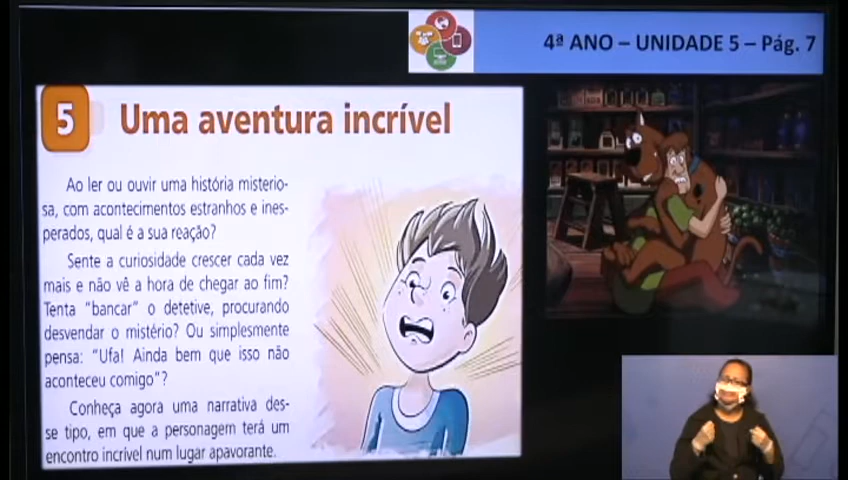 4ª ANO – UNIDADE 5 – Pág. 7
5 Uma aventura incrível
Ao ler ou ouvir uma história misterio-
sa, com acontecimentos estranhos e ines-
perados, qual é a sua reação?
Sente a curiosidade crescer cada vez
mais e não vê a hora de chegar ao fim?
Tenta “bancar” o detetive, procurando
desvendar o mistério? Ou simplesmente
pensa: “Ufa! Ainda bem que isso não
aconteceu comigo”?
Conheça agora uma narrativa des-
se tipo, em que a personagem terá um
encontro incrível num lugar apavorante.